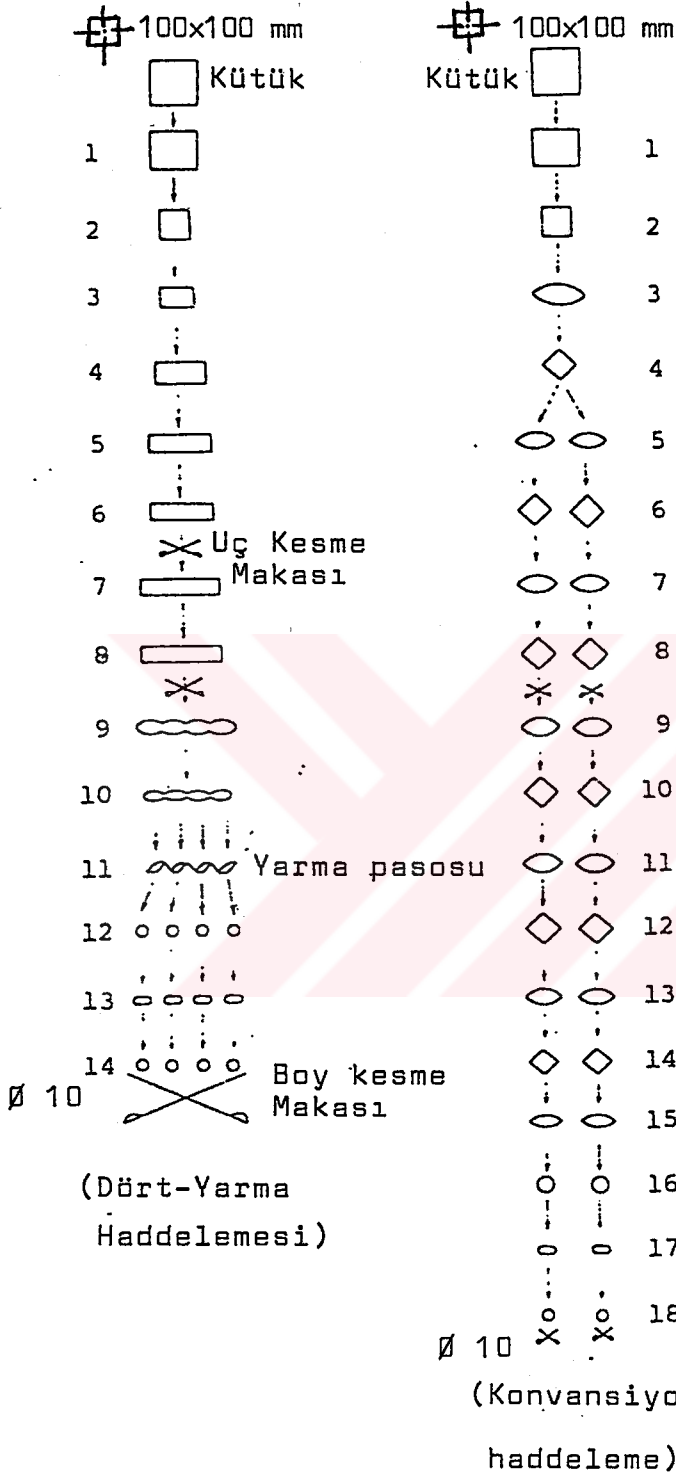 100x100 mm
Kütük
1
2
3
4
5
6
Uç Kesme
Makası
7
8
9
10
11 Yarma pasosu
12
13
14
Ø 10
Boy kesme
Makası
(Dört-Yarma
Haddelemesi)
100x100 mm
Kütük
1
2
3
4
5
6
7
8
9
10
11
12
13
14
15
16
17
18
Ø 10
(Konvansiyo
haddeleme)